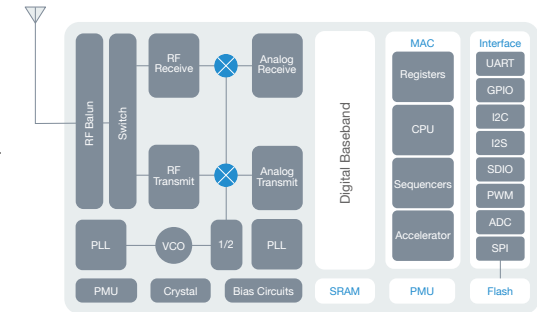 MAC
Interface
RF Balun
Switch
RF
Receive
Analog
Receive
Digital Baseband
Registers
UART
GPIO
CPU
I2C
I2S
RF
Transmit
Analog
Transmit
Sequencers
SDIO
PWM
PLL
VCO
1/2
PLL
Accelerator
ADC
SPI
PMU
Crystal
Bias Circuits
SRAM
PMU
Flash